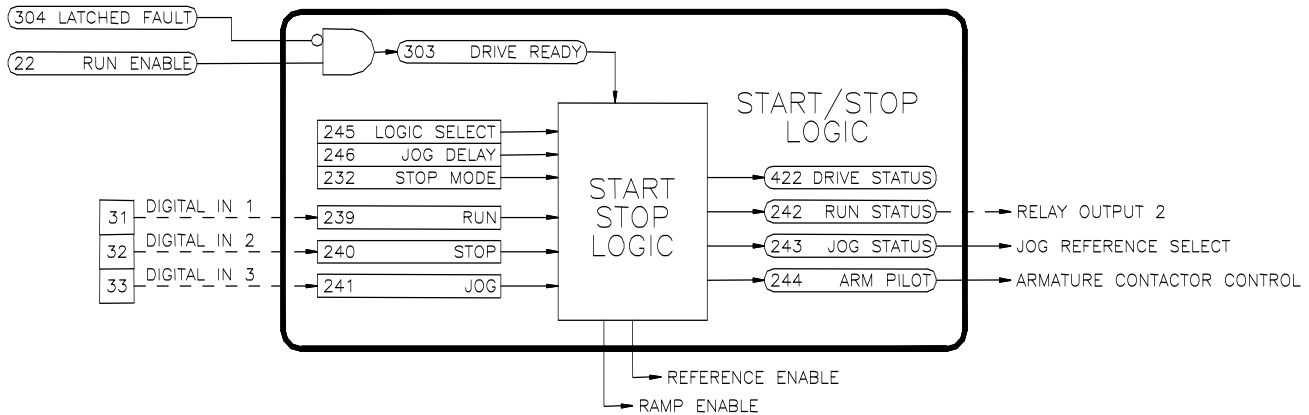 304 LATCHED FAULT
22 RUN ENABLE
303 DRIVE READY
START/STOP
LOGIC
245 LOGIC SELECT
246 JOG DELAY
232 STOP MODE
31 DIGITAL IN 1
239 RUN
32 DIGITAL IN 2
240 STOP
33 DIGITAL IN 3
241 JOG
START
STOP
LOGIC
422 DRIVE STATUS
242 RUN STATUS
RELAY OUTPUT 2
243 JOG STATUS
JOG REFERENCE SELECT
244 ARM PILOT
ARMATURE CONTACTOR CONTROL
REFERENCE ENABLE
RAMP ENABLE